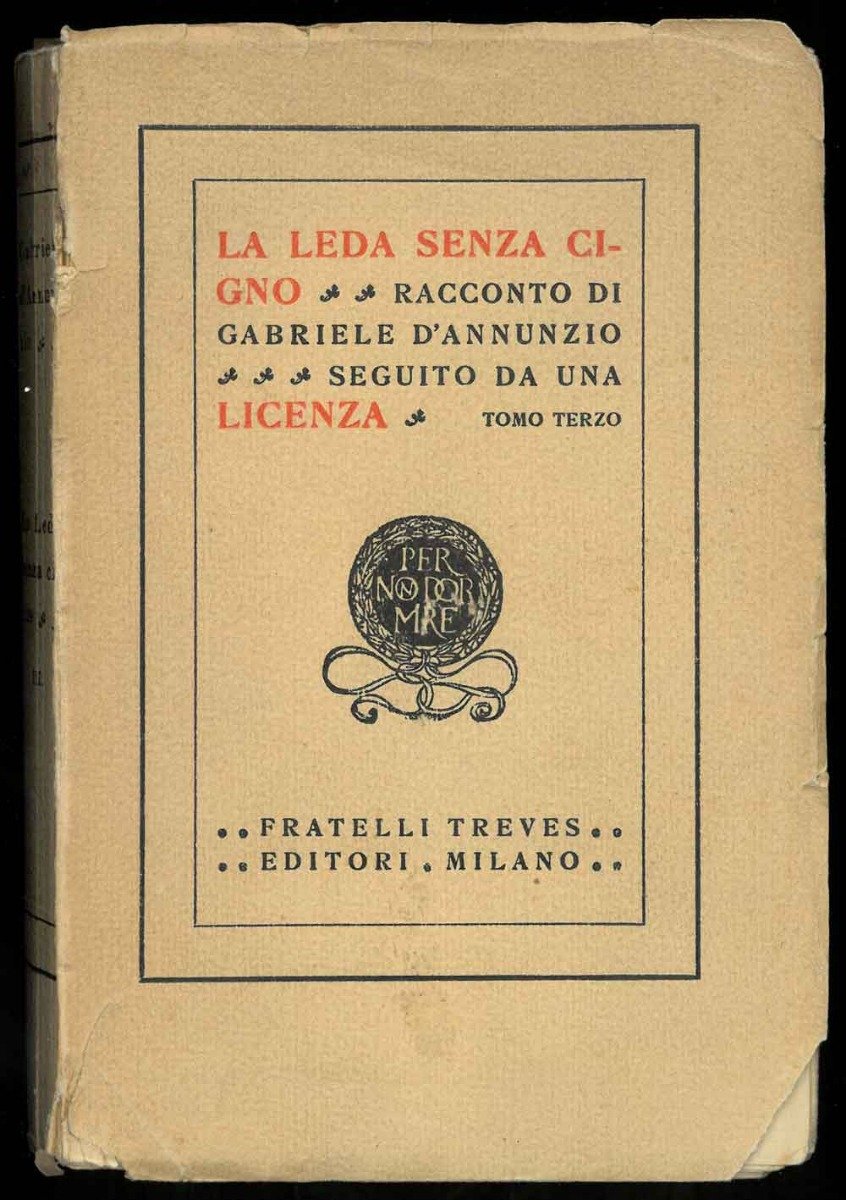 LA LEDA SENZA CI-
GNO RACCONTO DI
GABRIELE D'ANNUNZIO
SEGUITO DA UNA
LICENZA TOMO TERZO
PER
NON DOR
MIRE
FRATELLI TREVES
EDITORI MILANO